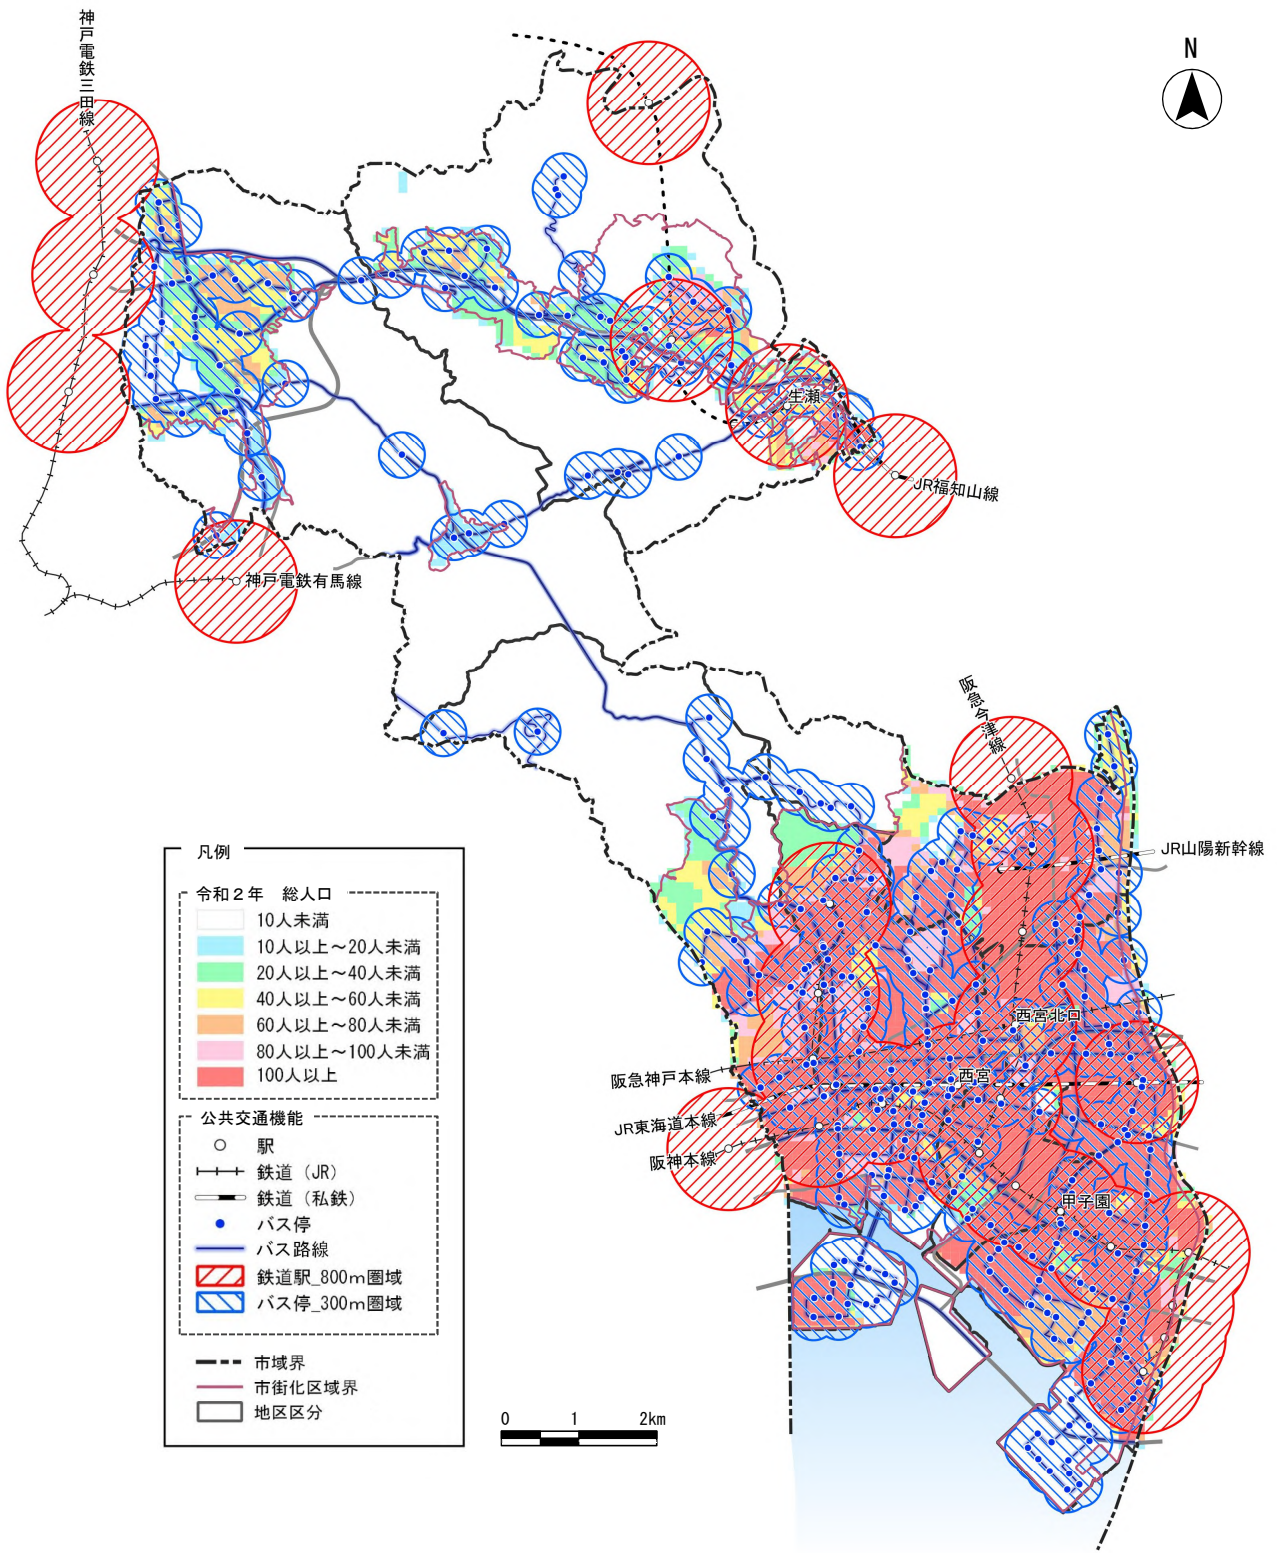 神戸電鉄三田線
N
生瀬
JR福知山線
神戸電鉄有馬線
阪急今津線
JR山陽新幹線
西宮北口
阪急神戸本線
西宮
JR東海道本線
阪神本線
甲子園
凡例
令和２年　総人口
10人未満
10人以上～20人未満
20人以上～40人未満
40人以上～60人未満
60人以上～80人未満
80人以上～100人未満
100人以上
公共交通機能
駅
鉄道（JR）
鉄道（私鉄）
バス停
バス路線
鉄道駅_800m圏域
バス停_300m圏域
市域界
市街化区域界
地区区分
0 1 2km